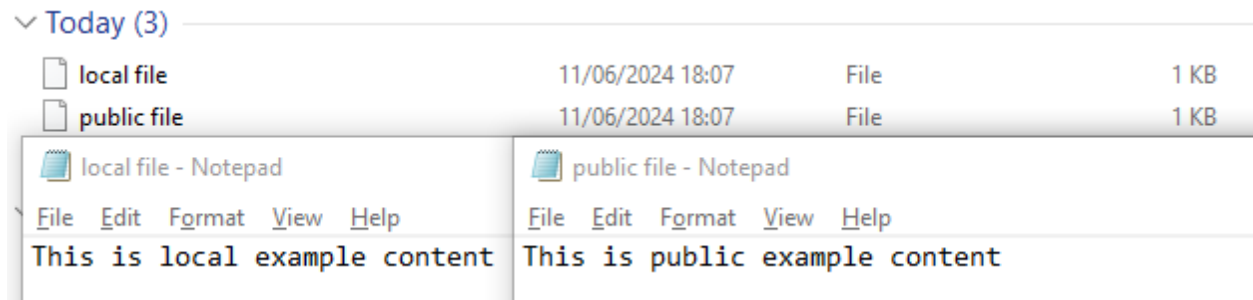 Today (3)
local file 11/06/2024 18:07 File 1 KB
public file 11/06/2024 18:07 File 1 KB
local file - Notepad
File Edit Format View Help
This is local example content
public file - Notepad
File Edit Format View Help
This is public example content